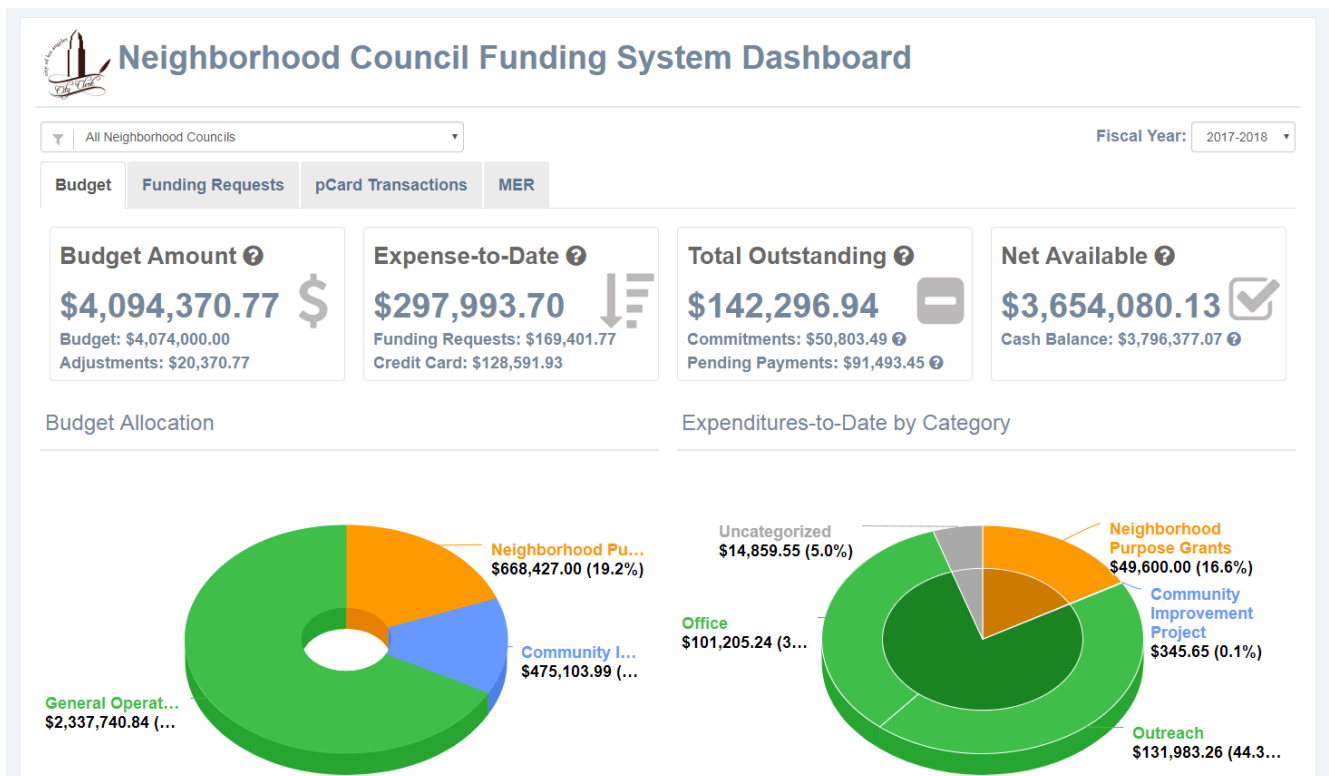 city of los angeles
City Clerk
Neighborhood Council Funding System Dashboard
All Neighborhood Councils
Fiscal Year: 2017-2018
Budget Funding Requests pCard Transactions MER
Budget Amount ?
$4,094,370.77 $
Budget: $4,074,000.00
Adjustments: $20,370.77
Expense-to-Date ?
$297,993.70
Funding Requests: $169,401.77
Credit Card: $128,591.93
Total Outstanding ?
$142,296.94
Commitments: $50,803.49 ?
Pending Payments: $91,493.45 ?
Net Available ?
$3,654,080.13
Cash Balance: $3,796,377.07 ?
Budget Allocation
Neighborhood Pu...
$668,427.00 (19.2%)
Community I...
$475,103.99 (...
General Operat...
$2,337,740.84 (...
Expenditures-to-Date by Category
Uncategorized
$14,859.55 (5.0%)
Neighborhood
Purpose Grants
$49,600.00 (16.6%)
Community
Improvement
Project
$345.65 (0.1%)
Office
$101,205.24 (3...
Outreach
$131,983.26 (44.3...